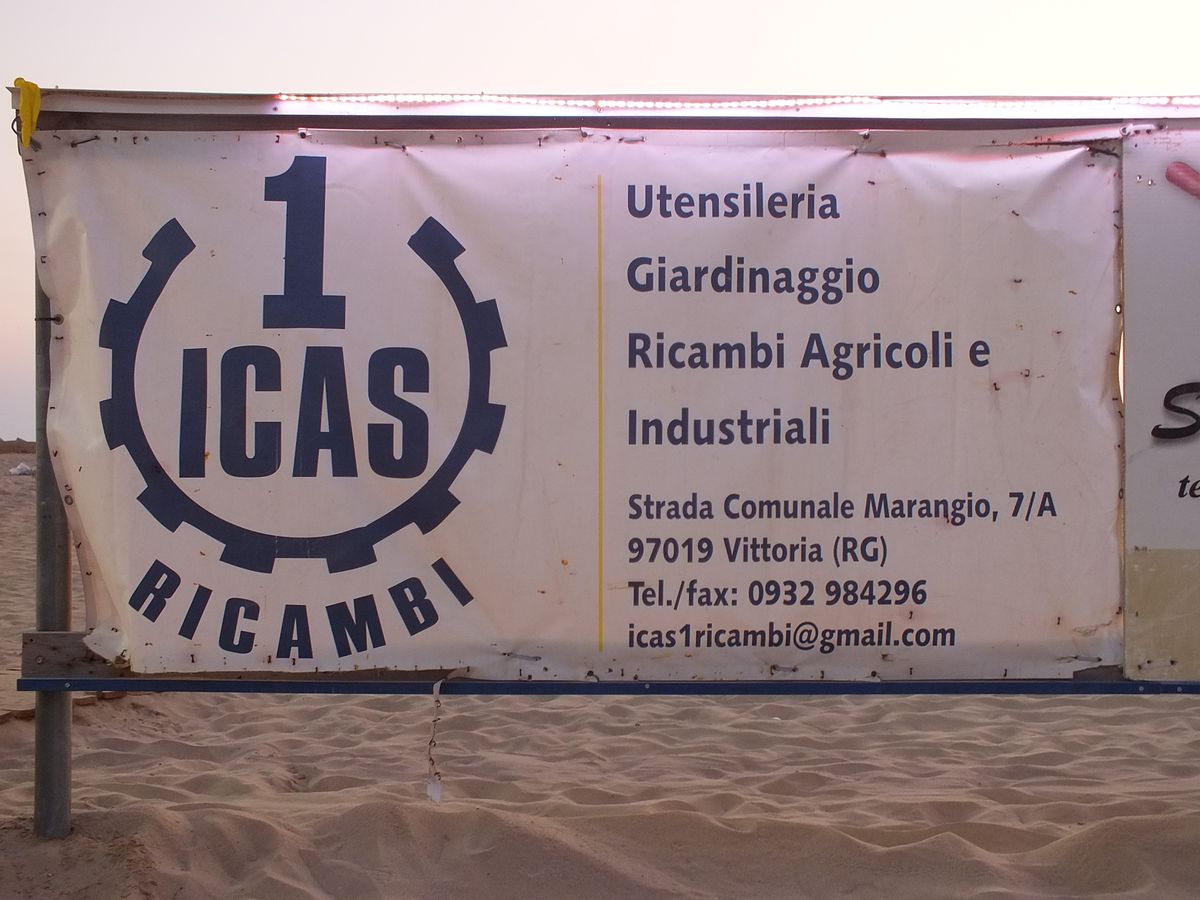 1
ICAS
RICAMBI
Utensileria
Giardinaggio
Ricambi Agricoli e
Industriali
Strada Comunale Marangio, 7/A
97019 Vittoria (RG)
Tel./fax: 0932 984296
icas1ricambi@gmail.com